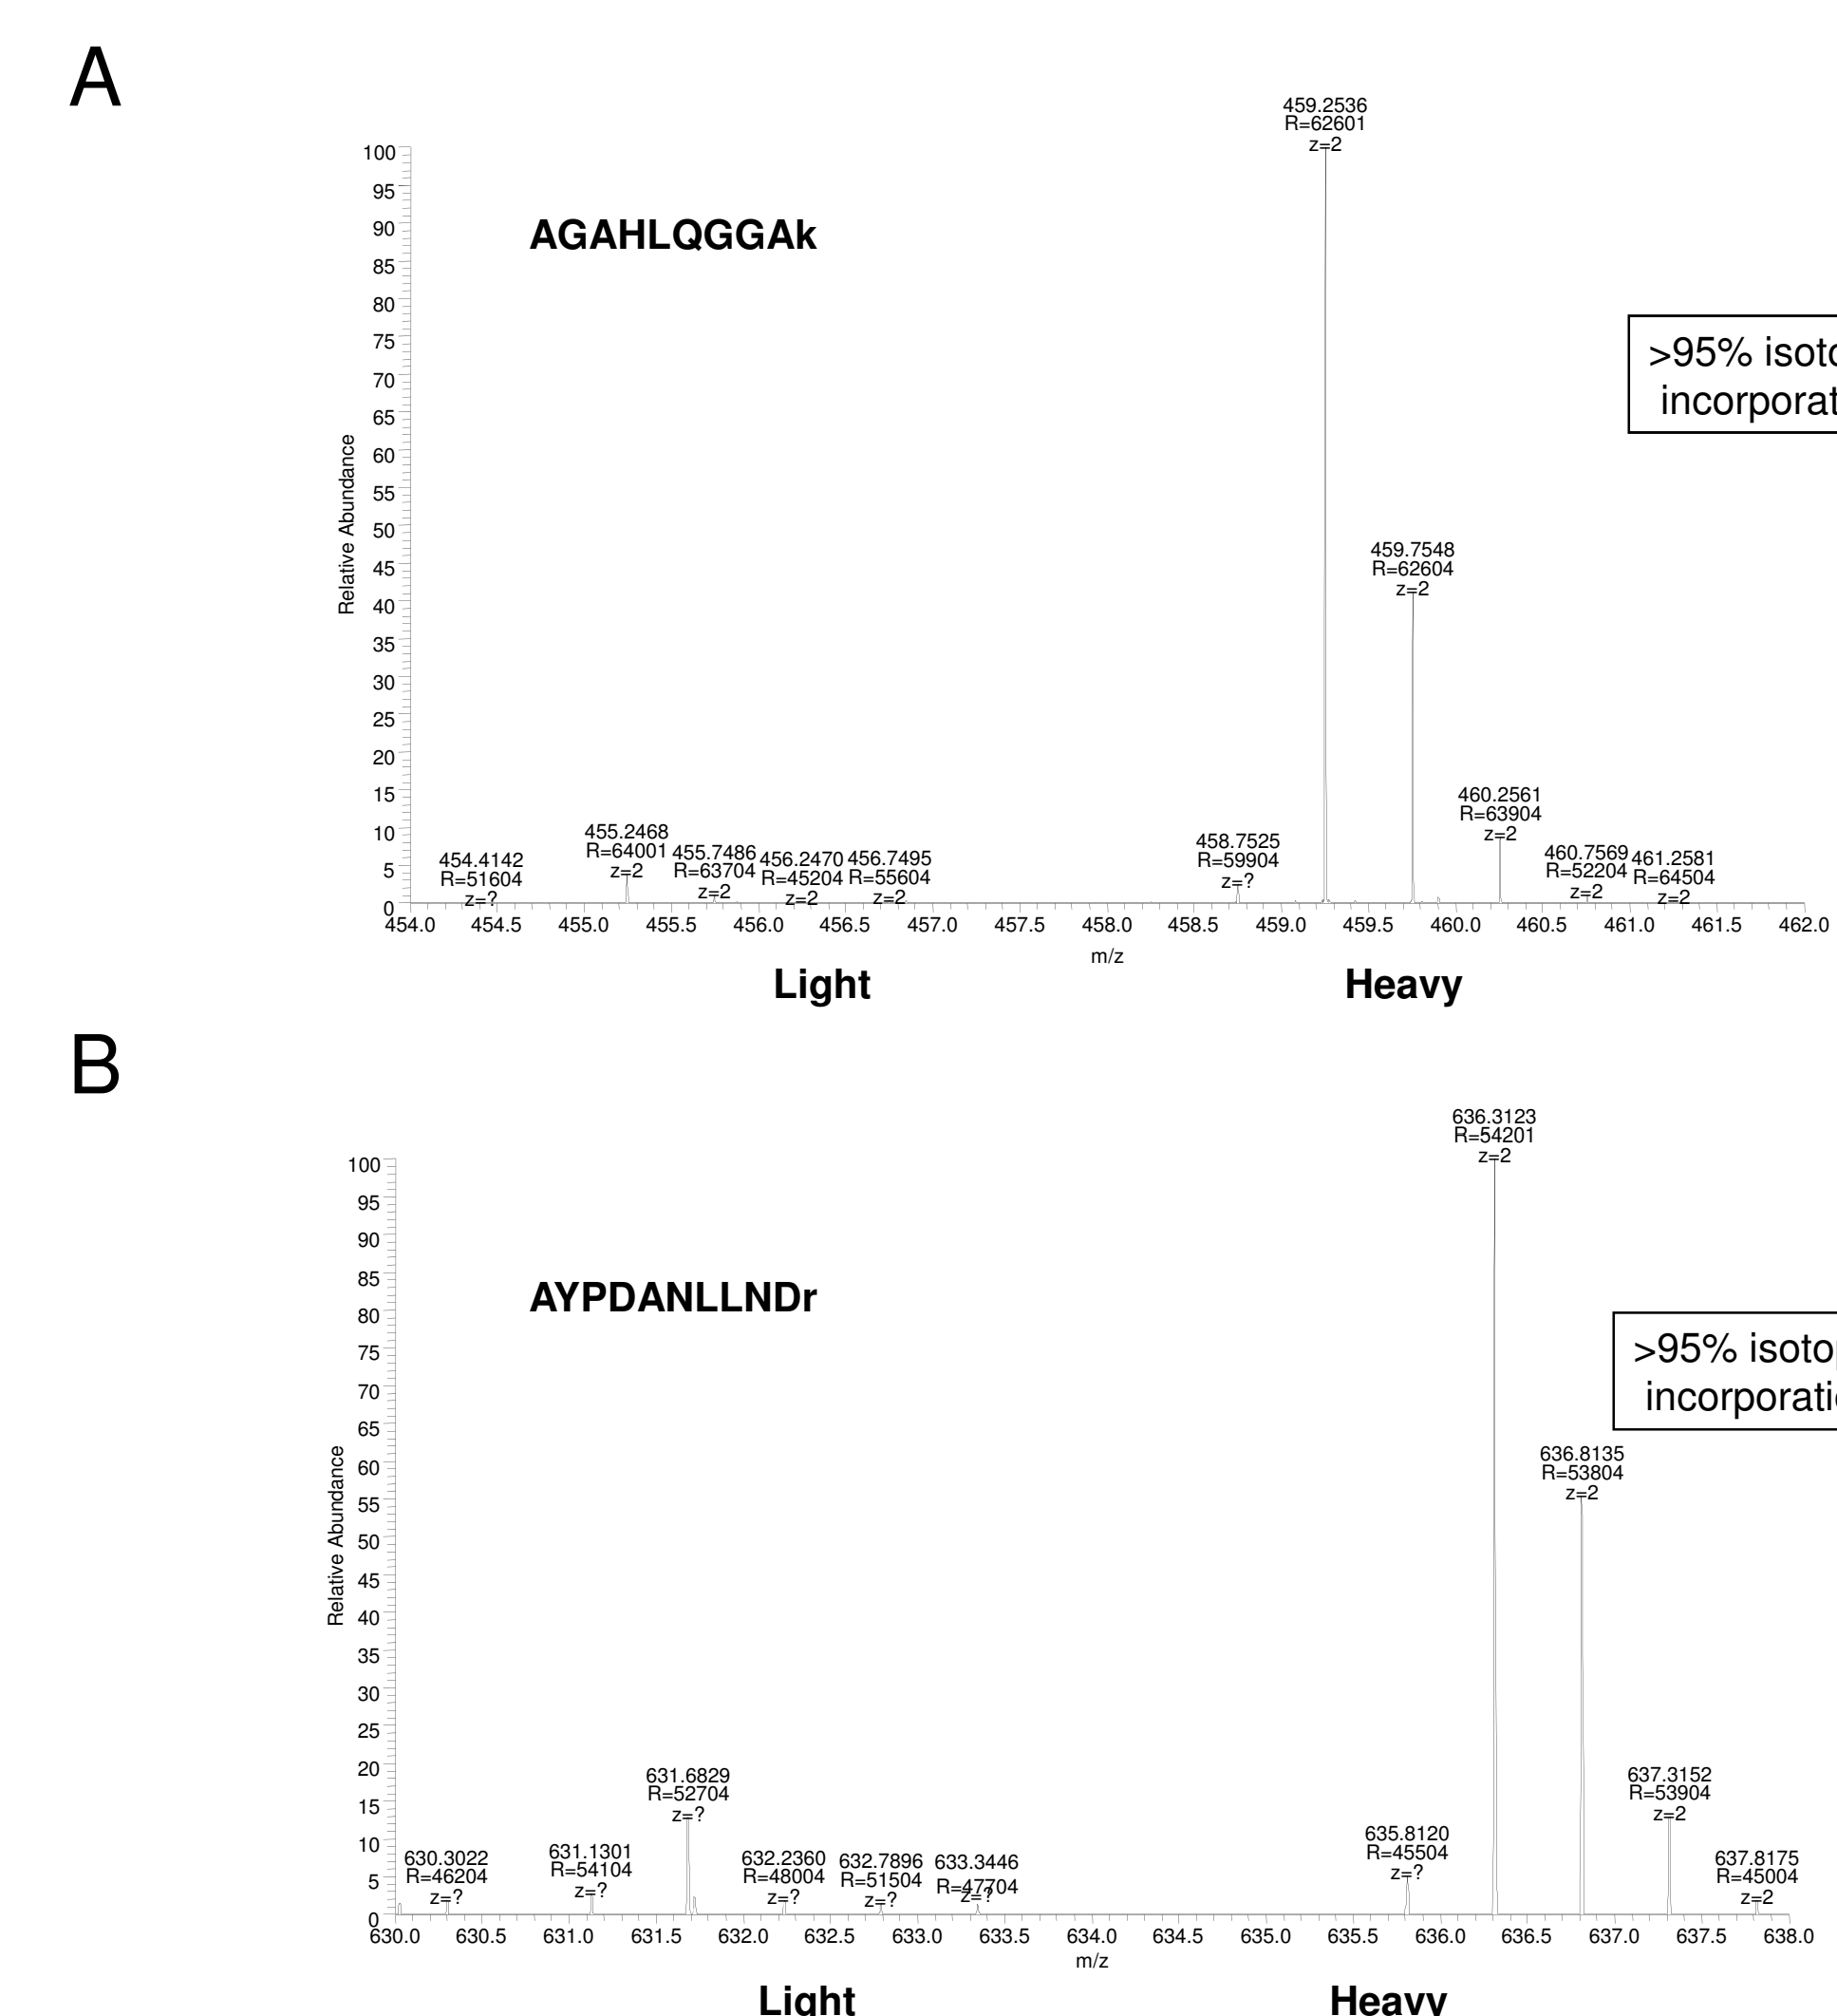 A
459.2536
R=62601
z=2
100
95
90
85
80
75
70
65
60
55
50
45
40
35
30
25
20
15
10
5
0
Relative Abundance
AGAHLQGGAk
>95% isoto
incorporat
459.7548
R=62604
z=2
460.2561
R=63904
z=2
454.4142
R=51604
z=?
455.2468
R=64001
z=2
455.7486
R=63704
z=2
456.2470
R=45204
z=2
456.7495
R=55604
z=2
458.7525
R=59904
z=?
460.7569
R=52204
z=2
461.2581
R=64504
z=2
454.0 454.5 455.0 455.5 456.0 456.5 457.0 457.5 458.0 458.5 459.0 459.5 460.0 460.5 461.0 461.5 462.0
m/z
Light Heavy
B
636.3123
R=54201
z=2
100
95
90
85
80
75
70
65
60
55
50
45
40
35
30
25
20
15
10
5
0
Relative Abundance
AYPDANLLNDr
>95% isoto
incorporati
636.8135
R=53804
z=2
631.6829
R=52704
z=?
637.3152
R=53904
z=2
630.3022
R=46204
z=?
631.1301
R=54104
z=?
632.2360
R=48004
z=?
632.7896
R=51504
z=?
633.3446
R=47704
z=?
635.8120
R=45504
z=?
637.8175
R=45004
z=2
630.0 630.5 631.0 631.5 632.0 632.5 633.0 633.5 634.0 634.5 635.0 635.5 636.0 636.5 637.0 637.5 638.0
m/z
Light Heavy